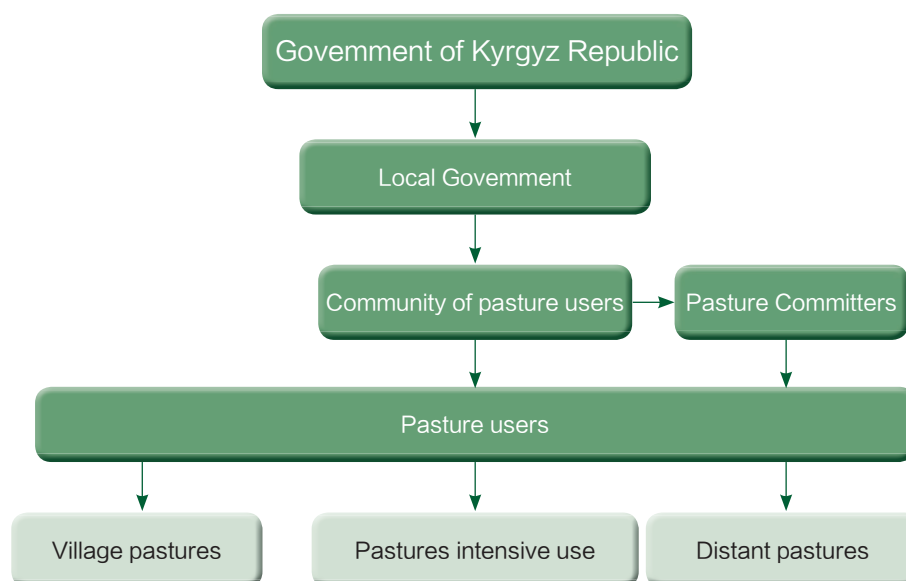 Govemment of Kyrgyz Republic
Local Govemment
Community of pasture users
Pasture Committers
Pasture users
Village pastures
Pastures intensive use
Distant pastures